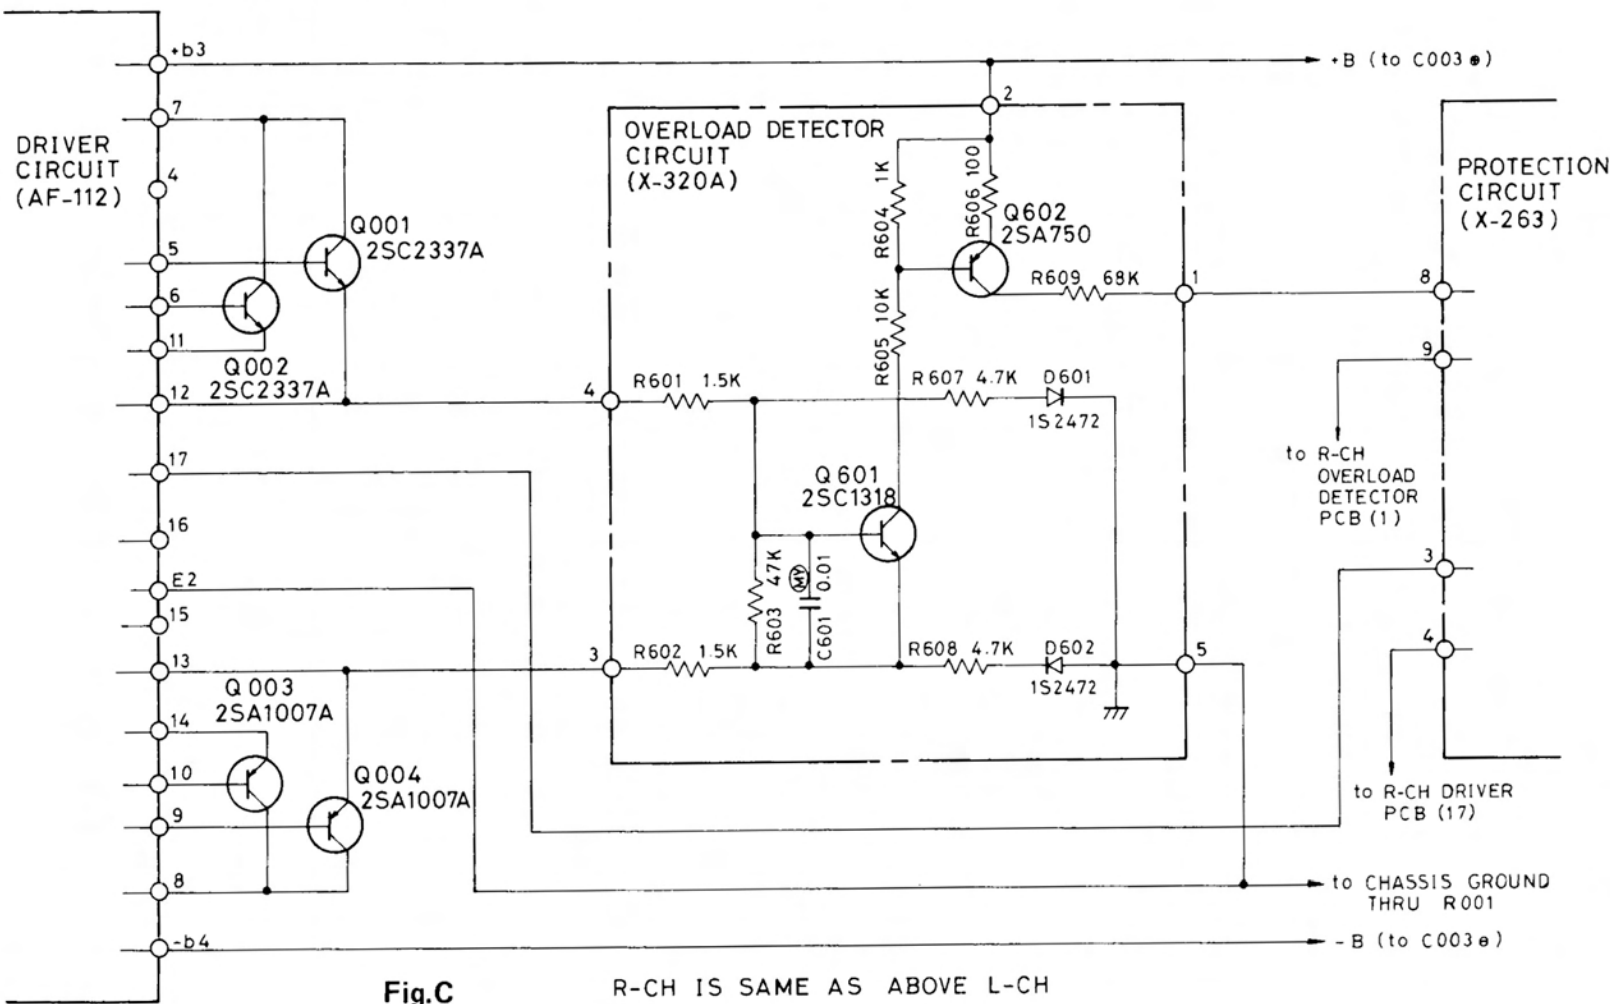 +b3
+B (to C003 ⊕)
7
2
DRIVER
CIRCUIT
(AF-112)
OVERLOAD DETECTOR
CIRCUIT
(X-320A)
PROTECTION
CIRCUIT
(X-263)
4
R604 1K
R606 100
Q001
2SC2337A
Q602
2SA750
5
R609 68K
1
8
6
11
R605 10K
9
Q002
2SC2337A
12
4
R601 1.5K
R607 4.7K
D601
1S2472
17
to R-CH
OVERLOAD
DETECTOR
PCB (1)
Q601
2SC1318
16
3
R603 47K
C601 MY 0.01
E2
15
13
3
R602 1.5K
R608 4.7K
D602
1S2472
5
4
Q003
2SA1007A
14
10
Q004
2SA1007A
to R-CH DRIVER
PCB (17)
9
8
to CHASSIS GROUND
THRU R001
-b4
-B (to C003 ⊖)
Fig.C
R-CH IS SAME AS ABOVE L-CH